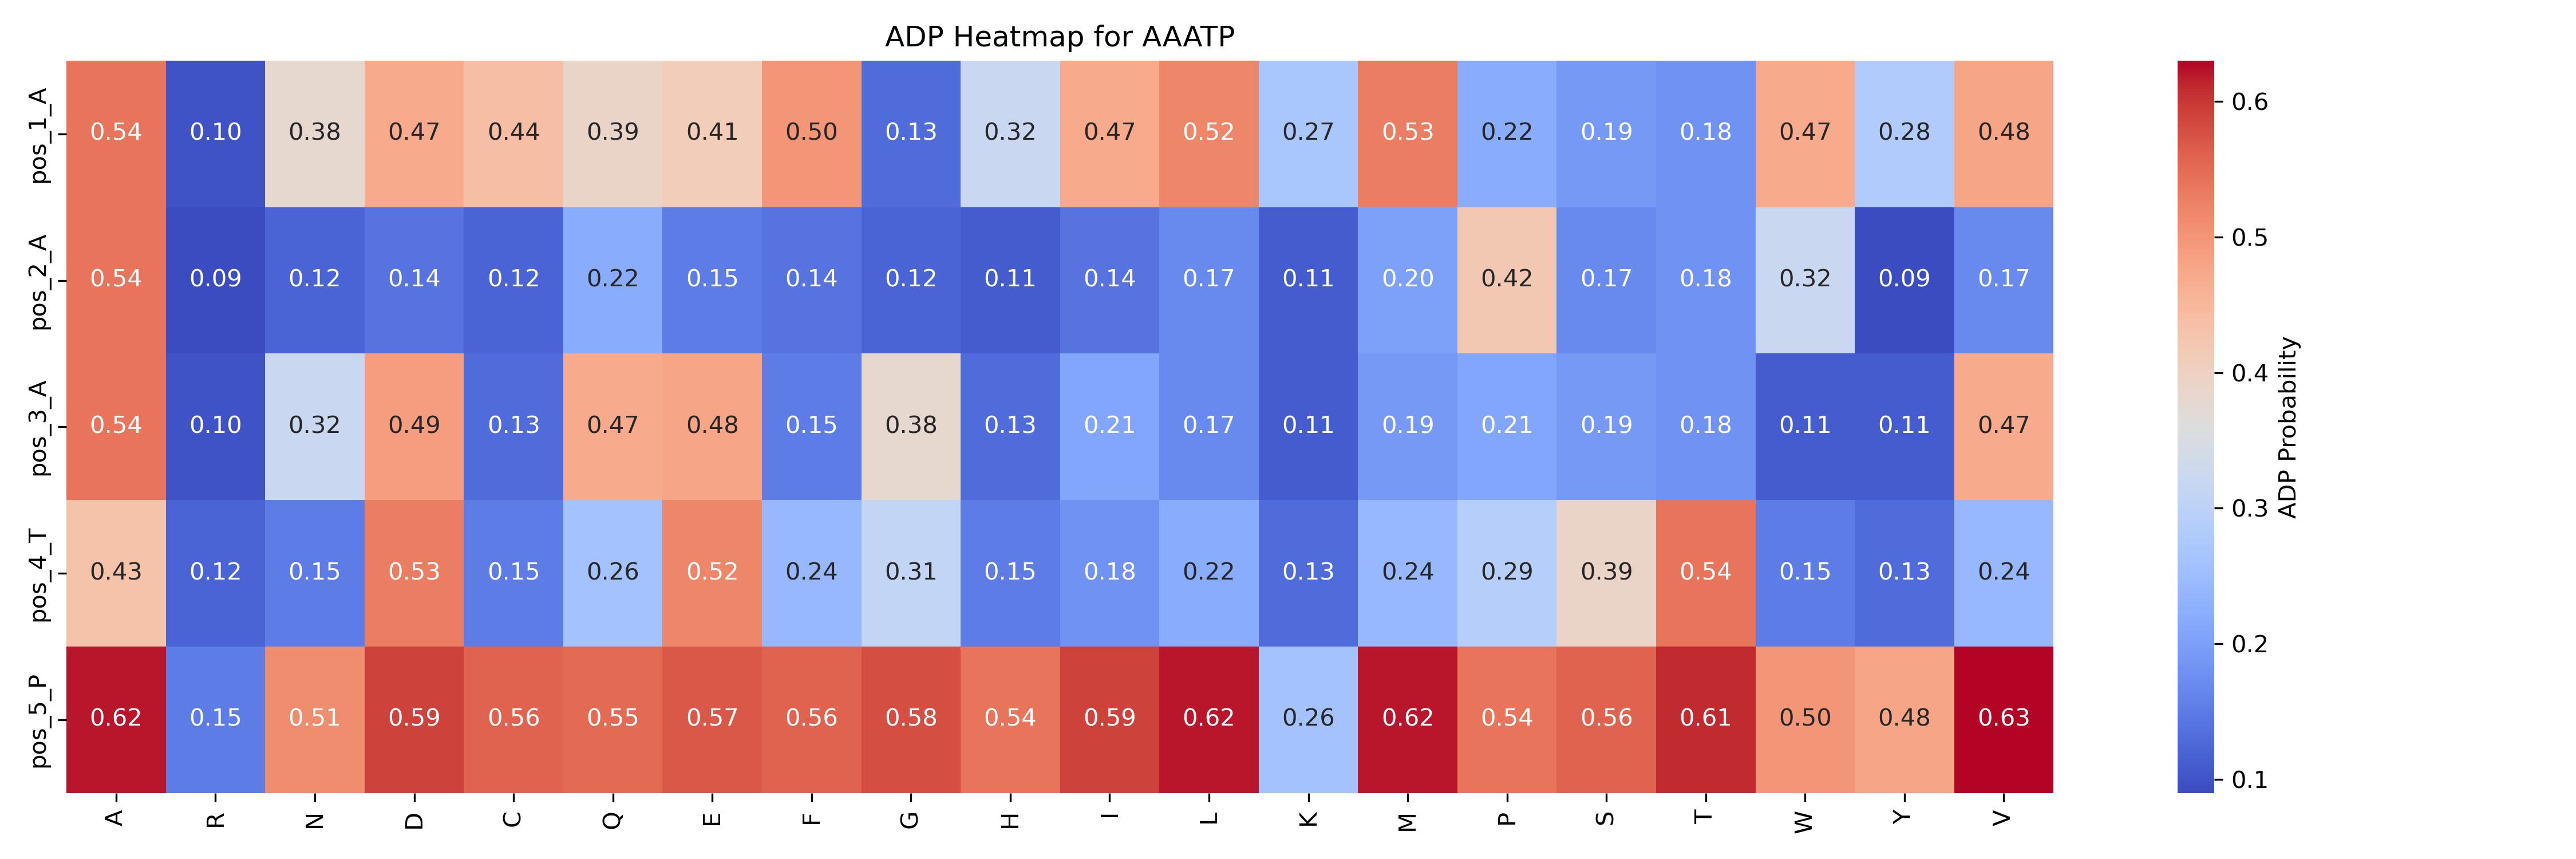 ADP Heatmap for AAATP
pos_1_A 0.54 0.10 0.38 0.47 0.44 0.39 0.41 0.50 0.13 0.32 0.47 0.52 0.27 0.53 0.22 0.19 0.18 0.47 0.28 0.48
pos_2_A 0.54 0.09 0.12 0.14 0.12 0.22 0.15 0.14 0.12 0.11 0.14 0.17 0.11 0.20 0.42 0.17 0.18 0.32 0.09 0.17
pos_3_A 0.54 0.10 0.32 0.49 0.13 0.47 0.48 0.15 0.38 0.13 0.21 0.17 0.11 0.19 0.21 0.19 0.18 0.11 0.11 0.47
pos_4_T 0.43 0.12 0.15 0.53 0.15 0.26 0.52 0.24 0.31 0.15 0.18 0.22 0.13 0.24 0.29 0.39 0.54 0.15 0.13 0.24
pos_5_P 0.62 0.15 0.51 0.59 0.56 0.55 0.57 0.56 0.58 0.54 0.59 0.62 0.26 0.62 0.54 0.56 0.61 0.50 0.48 0.63
A R N D C Q E F G H I L K M P S T W Y V
0.6
0.5
0.4
0.3
0.2
0.1
ADP Probability